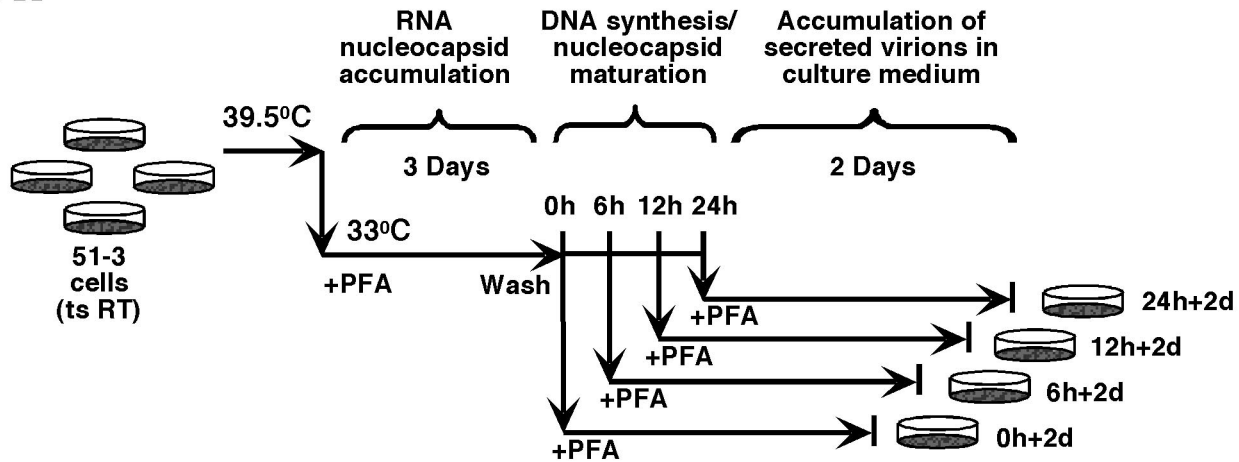 RNA
nucleocapsid
accumulation
DNA synthesis/
nucleocapsid
maturation
Accumulation of
secreted virions in
culture medium
39.5⁰C
3 Days
2 Days
0h 6h 12h 24h
33⁰C
51-3
cells
(ts RT)
+PFA
Wash
+PFA
24h+2d
+PFA
12h+2d
+PFA
6h+2d
+PFA
0h+2d